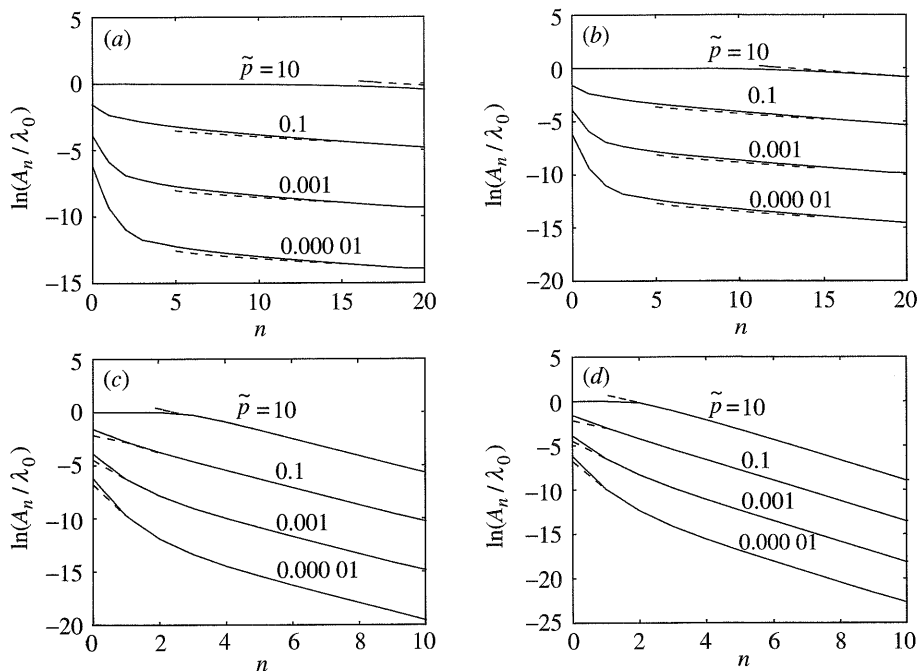 (a)
5
0
−5
−10
−15
ln(A_n / λ_0)
p̃ = 10
0.1
0.001
0.000 01
0 5 10 15 20
n
(b)
5
0
−5
−10
−15
−20
ln(A_n / λ_0)
p̃ = 10
0.1
0.001
0.000 01
0 5 10 15 20
n
(c)
5
0
−5
−10
−15
−20
ln(A_n / λ_0)
p̃ = 10
0.1
0.001
0.000 01
0 2 4 6 8 10
n
(d)
5
0
−5
−10
−15
−20
−25
ln(A_n / λ_0)
p̃ = 10
0.1
0.001
0.000 01
0 2 4 6 8 10
n